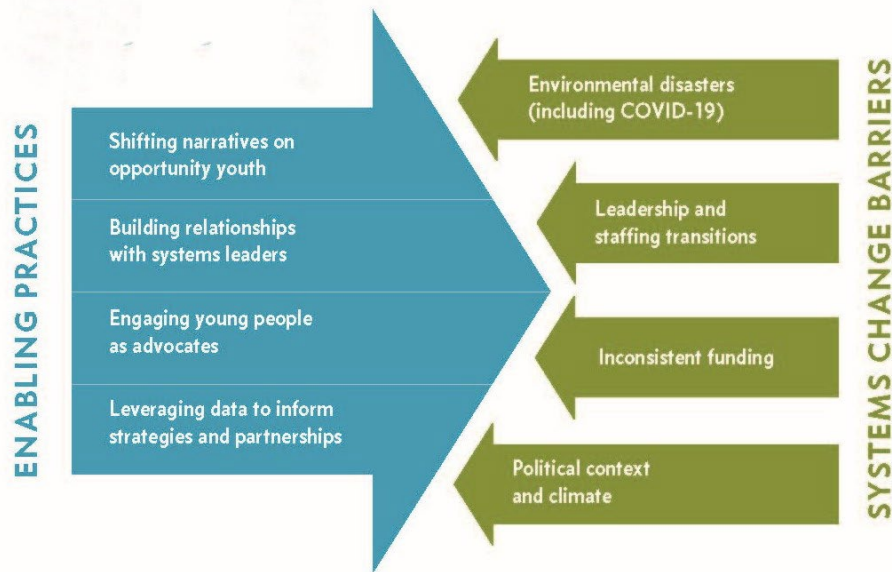 ENABLING PRACTICES
Shifting narratives on
opportunity youth
Building relationships
with systems leaders
Engaging young people
as advocates
Leveraging data to inform
strategies and partnerships
Environmental disasters
(including COVID-19)
Leadership and
staffing transitions
Inconsistent funding
Political context
and climate
SYSTEMS CHANGE BARRIERS